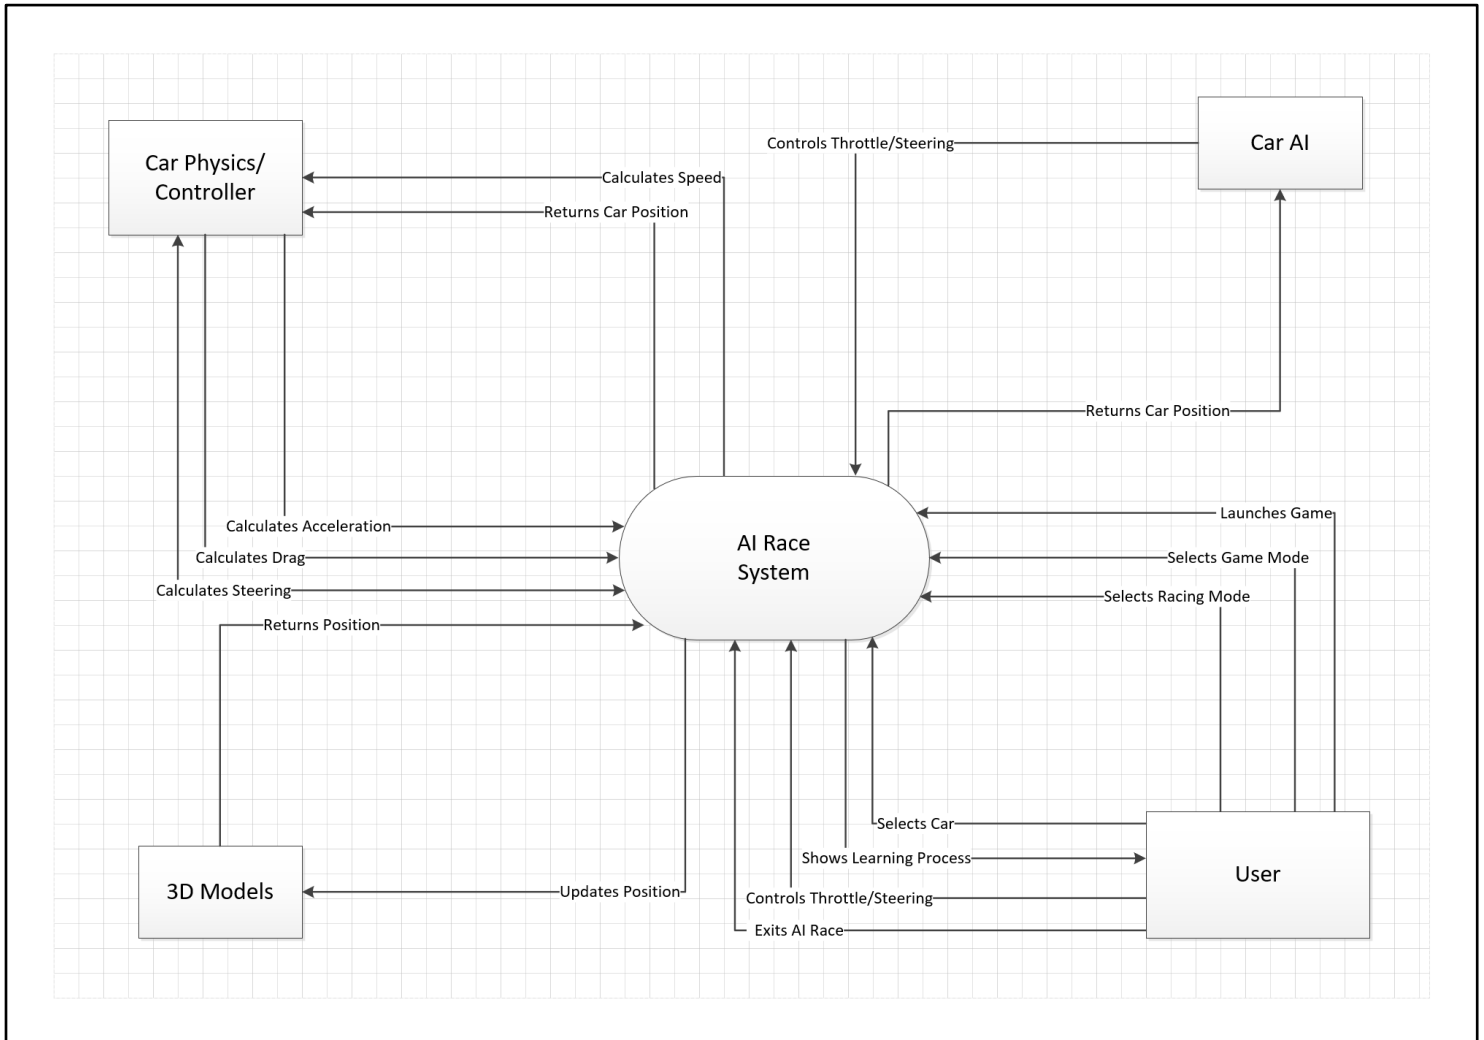 Car Physics/
Controller
Car AI
Controls Throttle/Steering
Calculates Speed
Returns Car Position
Returns Car Position
Calculates Acceleration
Calculates Drag
Calculates Steering
Returns Position
AI Race
System
Launches Game
Selects Game Mode
Selects Racing Mode
Selects Car
Shows Learning Process
Controls Throttle/Steering
Exits AI Race
User
3D Models
Updates Position